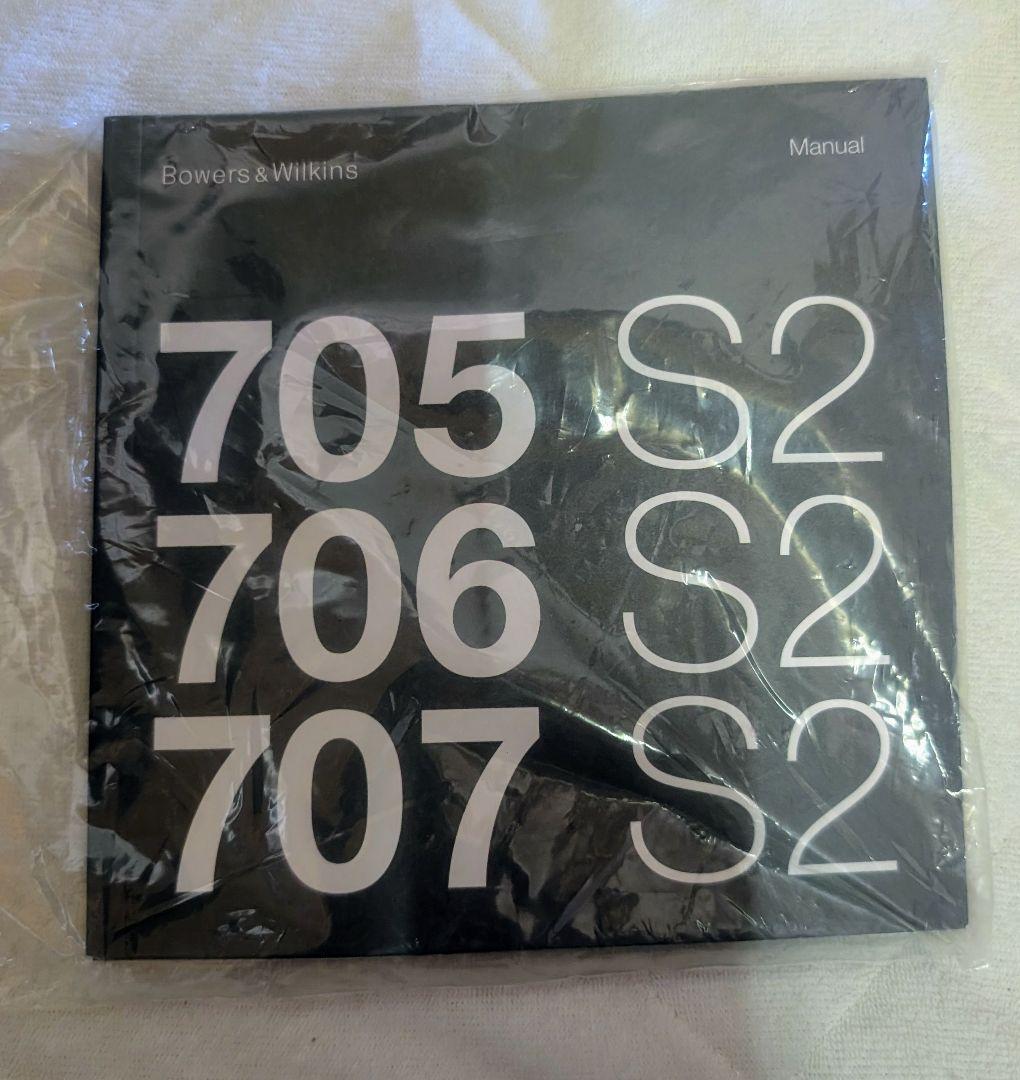 Bowers & Wilkins
Manual
705 S2
706 S2
707 S2